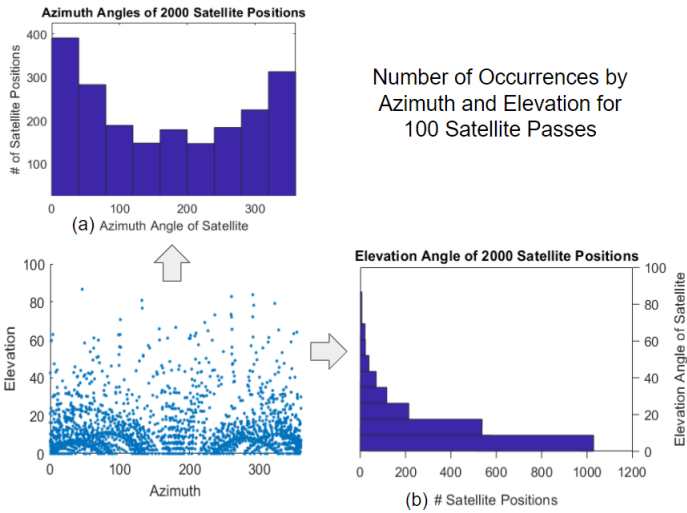 Azimuth Angles of 2000 Satellite Positions
# of Satellite Positions
400
300
200
100
0 100 200 300
(a) Azimuth Angle of Satellite
Number of Occurrences by
Azimuth and Elevation for
100 Satellite Passes
Elevation
100
80
60
40
20
0
0 100 200 300
Azimuth
Elevation Angle of 2000 Satellite Positions
100
80
60
40
20
0
Elevation Angle of Satellite
0 200 400 600 800 1000 1200
(b) # Satellite Positions